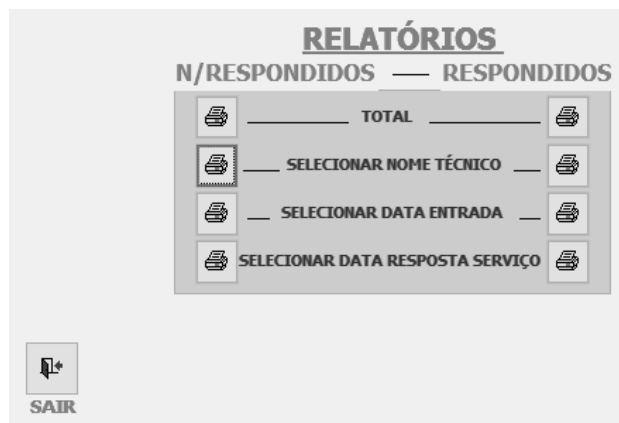 RELATÓRIOS
N/RESPONDIDOS —— RESPONDIDOS
TOTAL
SELECIONAR NOME TÉCNICO
SELECIONAR DATA ENTRADA
SELECIONAR DATA RESPOSTA SERVIÇO
SAIR